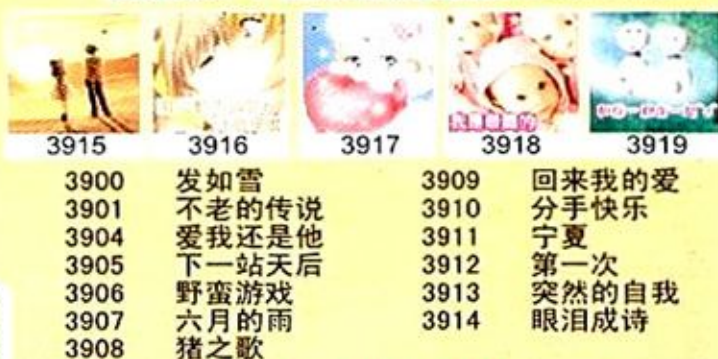 3915 3916 3917 3918 3919
3900 发如雪
3901 不老的传说
3904 爱我还是他
3905 下一站天后
3906 野蛮游戏
3907 六月的雨
3908 猪之歌
3909 回来我的爱
3910 分手快乐
3911 宁夏
3912 第一次
3913 突然的自我
3914 眼泪成诗